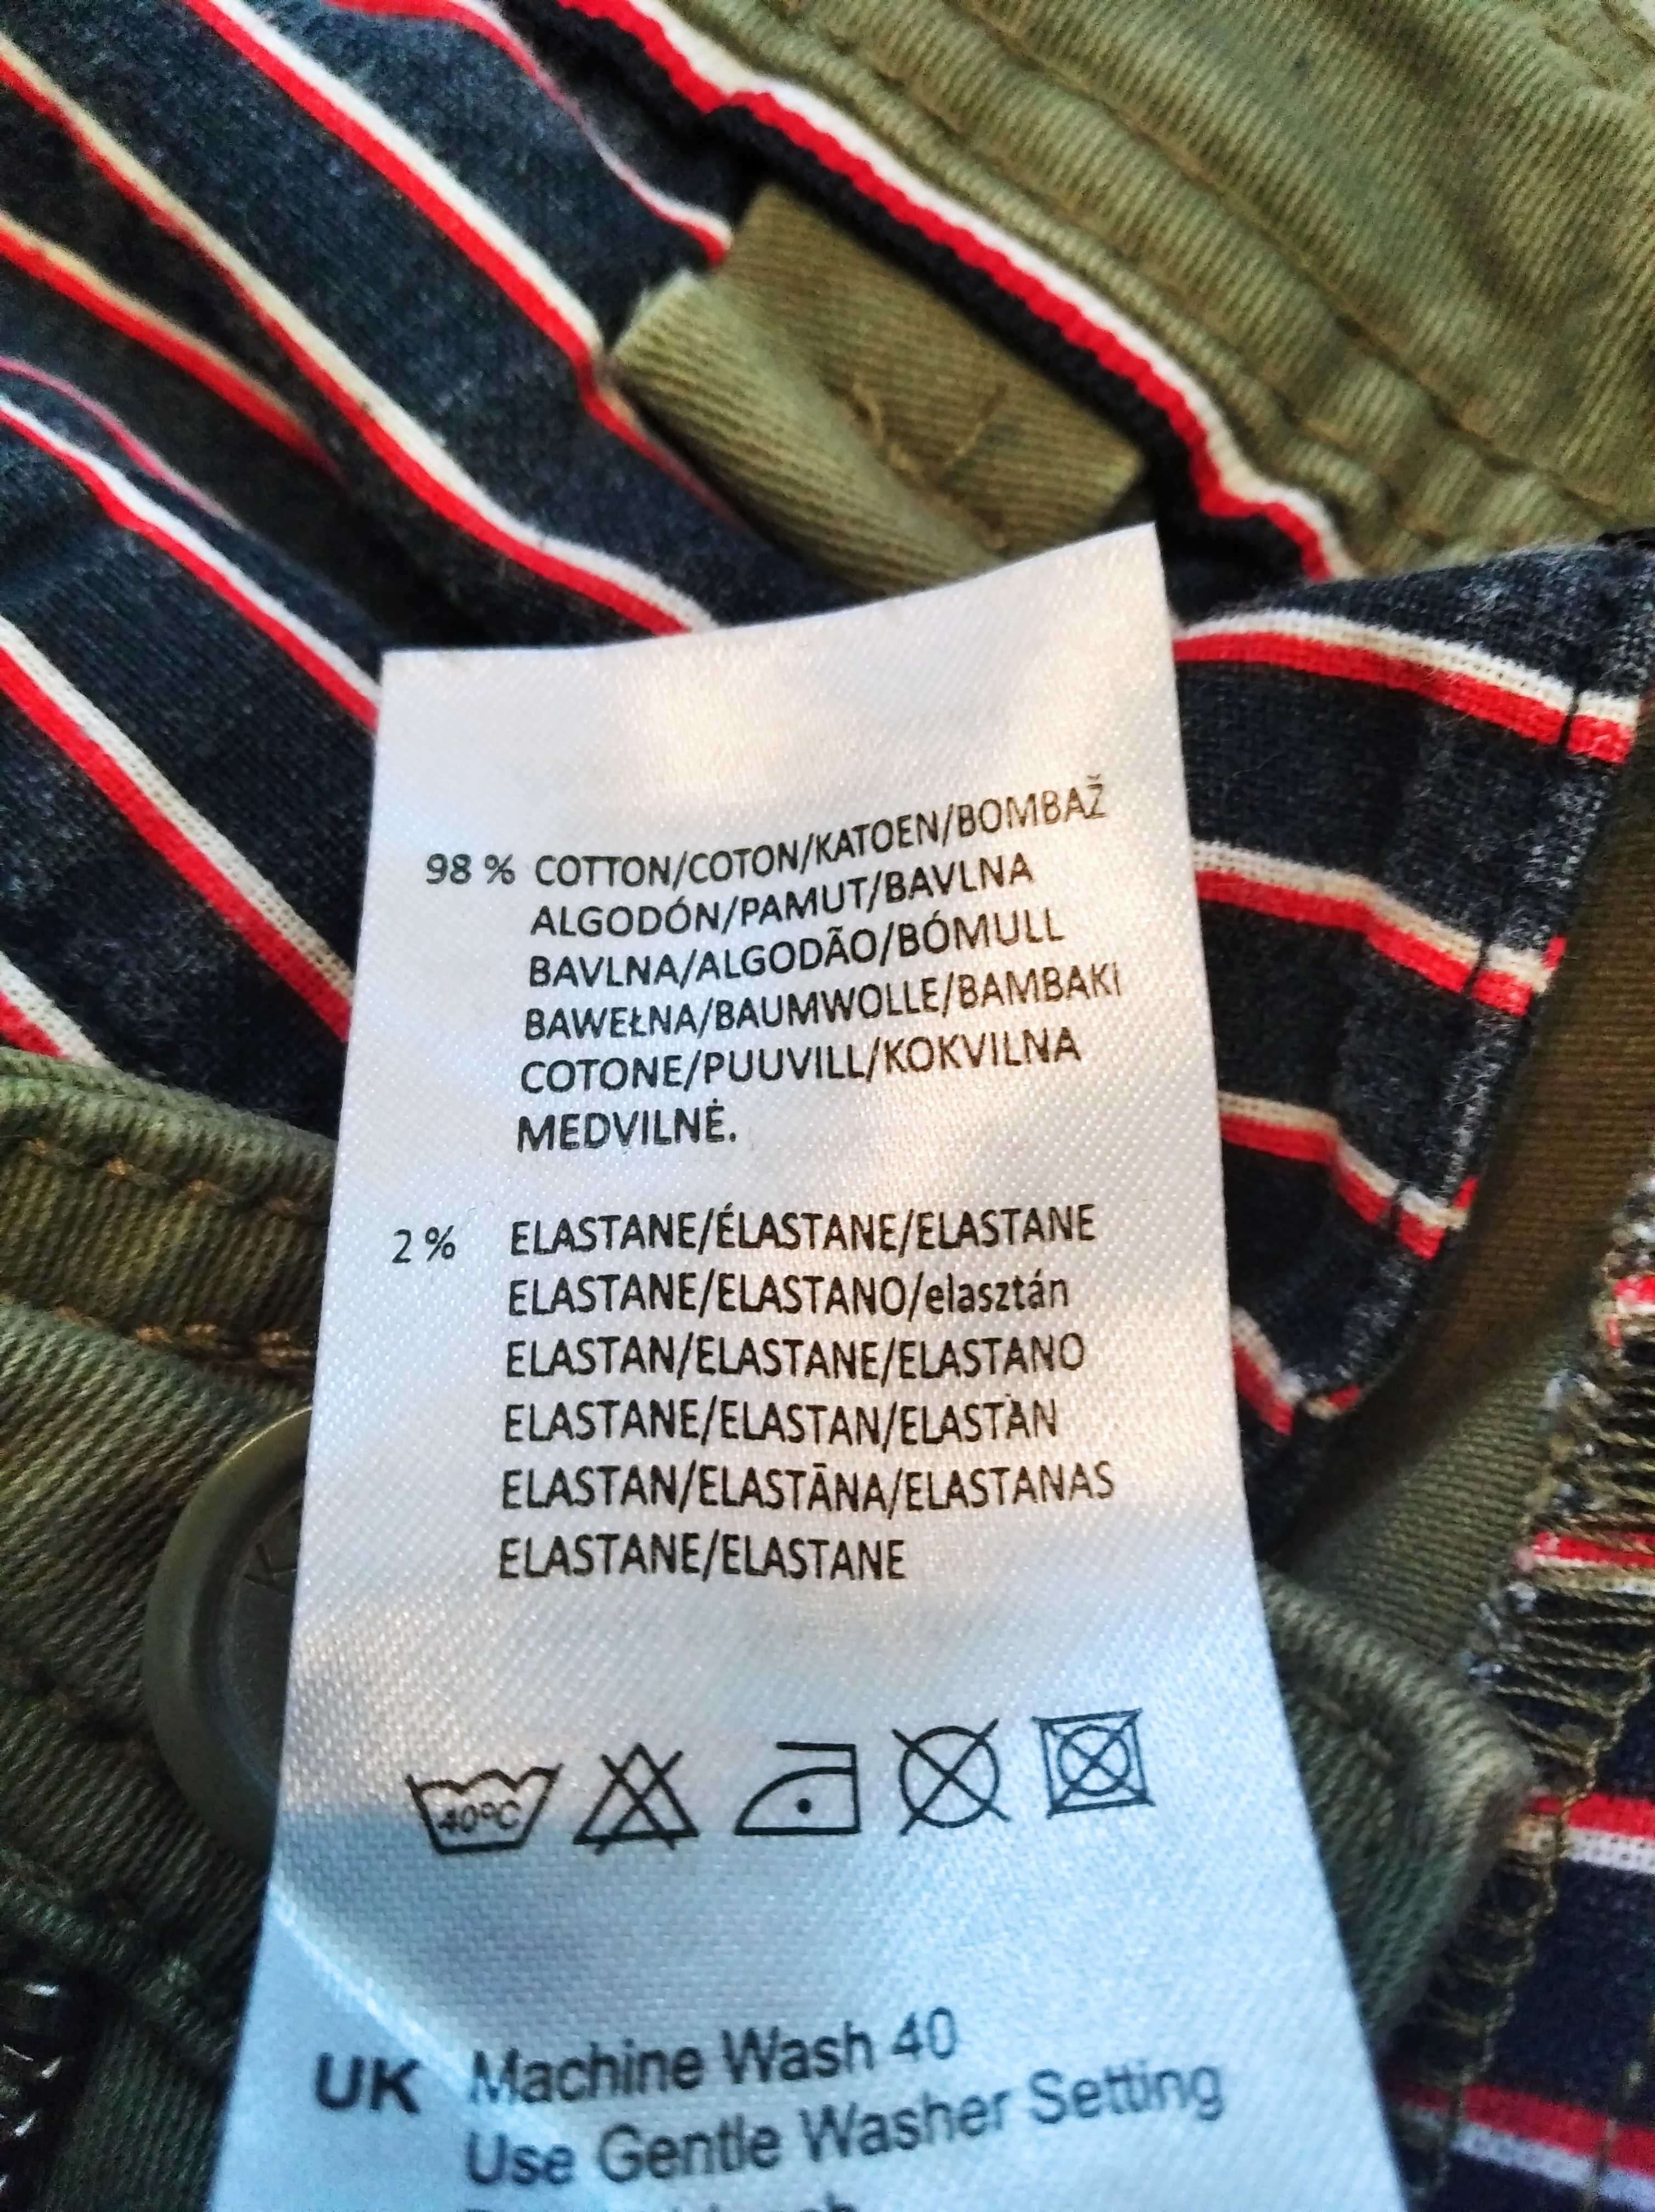 98 % COTTON/COTON/KATOEN/BOMBAŽ
ALGODÓN/PAMUT/BAVLNA
BAVLNA/ALGODÃO/BÓMULL
BAWEŁNA/BAUMWOLLE/BAMBAKI
COTONE/PUUVILL/KOKVILNA
MEDVILNĖ.
2 % ELASTANE/ÉLASTANE/ELASTANE
ELASTANE/ELASTANO/elasztán
ELASTAN/ELASTANE/ELASTANO
ELASTANE/ELASTAN/ELASTAN
ELASTAN/ELASTĀNA/ELASTANAS
ELASTANE/ELASTANE
40°C
UK Machine Wash 40
Use Gentle Washer Setting